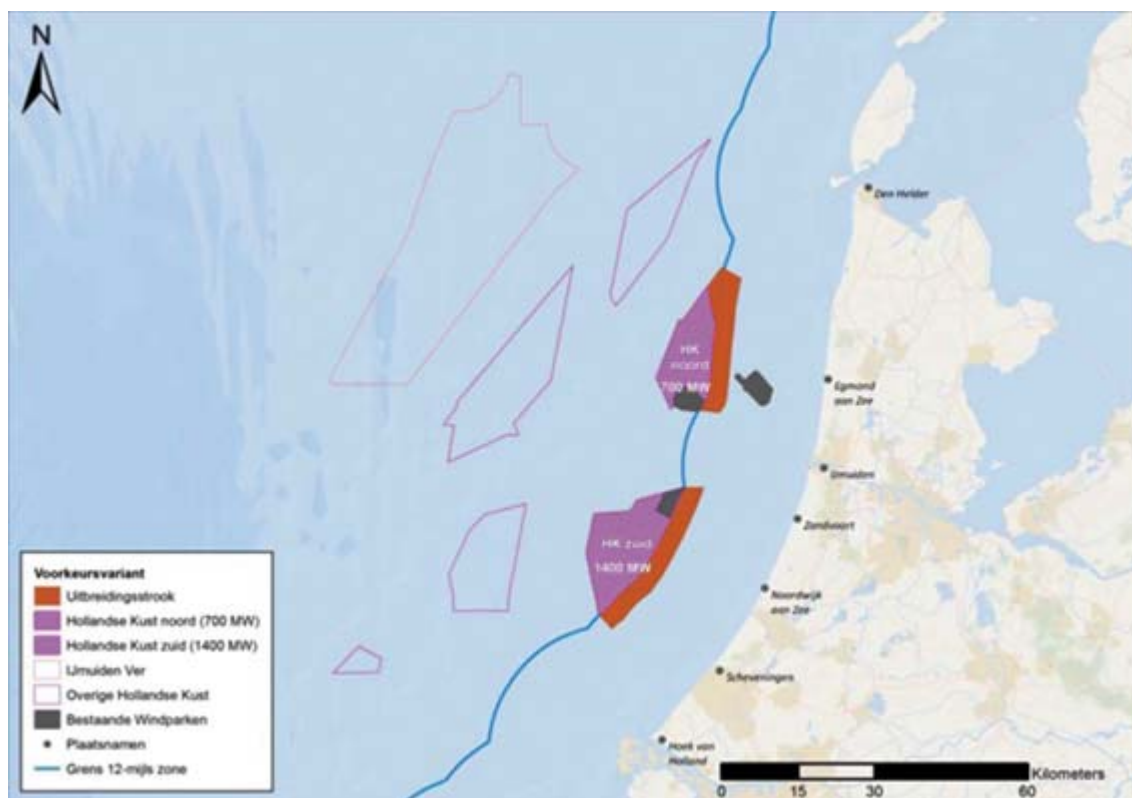 N
Den Helder
HK
noord
700 MW
Egmond
aan Zee
IJmuiden
Zandvoort
HK zuid
1400 MW
Noordwijk
aan Zee
Scheveningen
Hoek van
Holland
Voorkeursvariant
Uitbreidingsstrook
Hollandse Kust noord (700 MW)
Hollandse Kust zuid (1400 MW)
IJmuiden Ver
Overige Hollandse Kust
Bestaande Windparken
Plaatsnamen
Grens 12-mijls zone
Kilometers
0 15 30 60